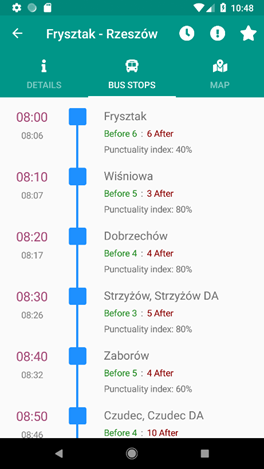 10:48
Frysztak - Rzeszów
DETAILS
BUS STOPS
MAP
08:00
Frysztak
08:06
Before 6 : 6 After
Punctuality index: 40%
08:10
Wiśniowa
08:07
Before 5 : 3 After
Punctuality index: 80%
08:20
Dobrzechów
08:17
Before 4 : 4 After
Punctuality index: 80%
08:30
Strzyżów, Strzyżów DA
08:26
Before 3 : 5 After
Punctuality index: 80%
08:40
Zaborów
08:32
Before 5 : 4 After
Punctuality index: 60%
08:50
Czudec, Czudec DA
08:46
Before 4 : 10 After